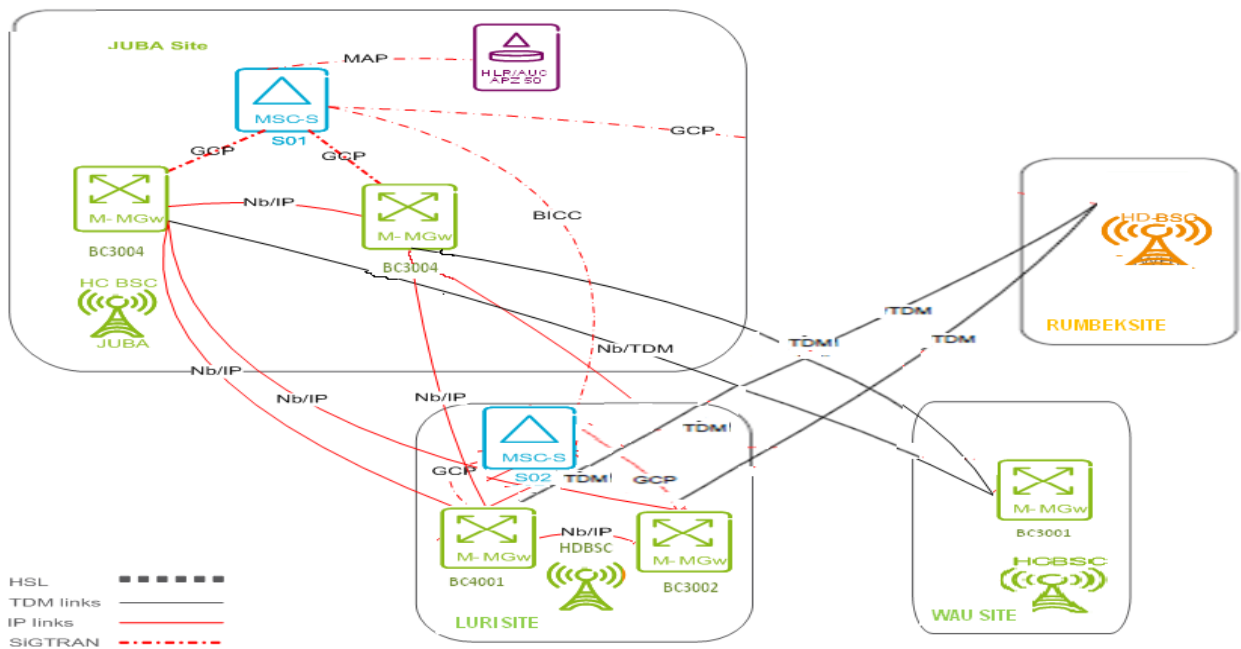 JUBA Site
MAP
HLR/AUC
APZ 50
MSC-S
S01
GCP
GCP
GCP
M-MGw
BC3004
Nb/IP
M-MGw
BC3004
BICC
HC BSC
JUBA
HD-BSC
RUMBEKSITE
/TDM
TDM
TDM!
Nb/TDM
Nb/IP
Nb/IP
Nb/IP
TDM!
MSC-S
S02
GCP
TDM!
GCP
M-MGw
BC4001
Nb/IP
HDBSC
M-MGw
BC3002
LURI SITE
M-MGw
BC3001
HCBSC
WAU SITE
HSL
TDM links
IP links
SiGTRAN